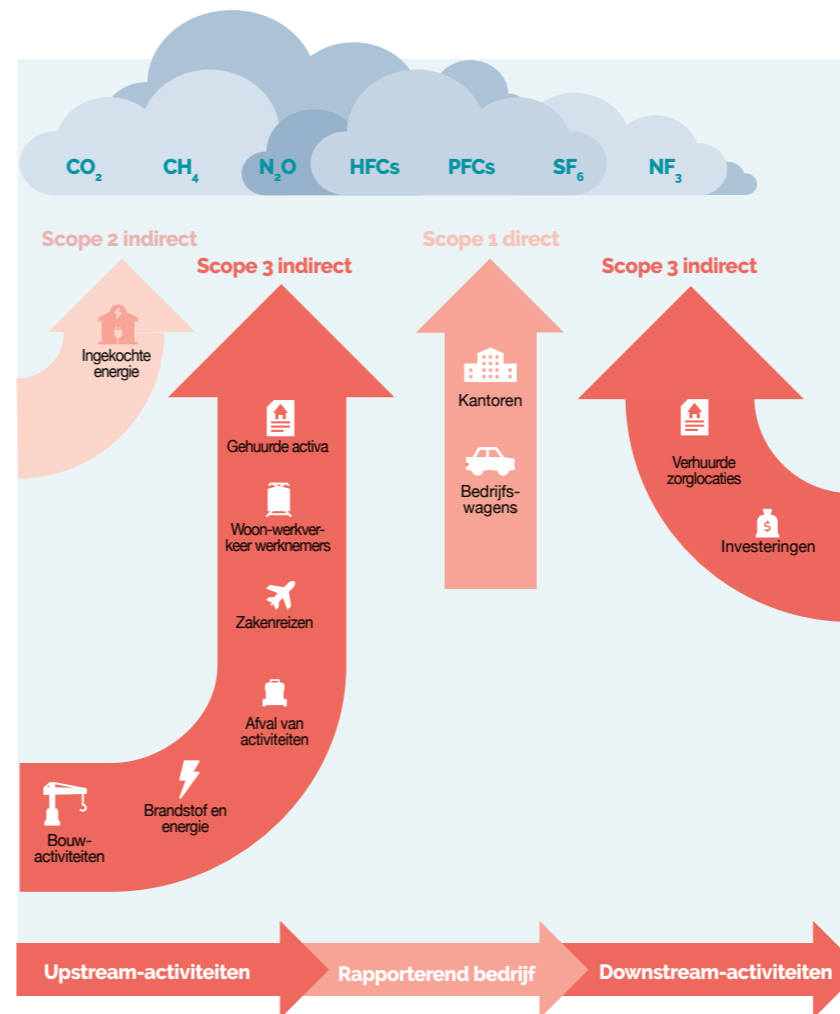 CO₂ CH₄ N₂O HFCs PFCs SF₆ NF₃
Scope 2 indirect
Ingekochte
energie
Scope 3 indirect
Gehuurde activa
Woon-werkver-
keer werknemers
Zakenreizen
Afval van
activiteiten
Brandstof en
energie
Bouw-
activiteiten
Scope 1 direct
Kantoren
Bedrijfs-
wagens
Scope 3 indirect
Verhuurde
zorglocaties
$
Investeringen
Upstream-activiteiten
Rapporterend bedrijf
Downstream-activiteiten